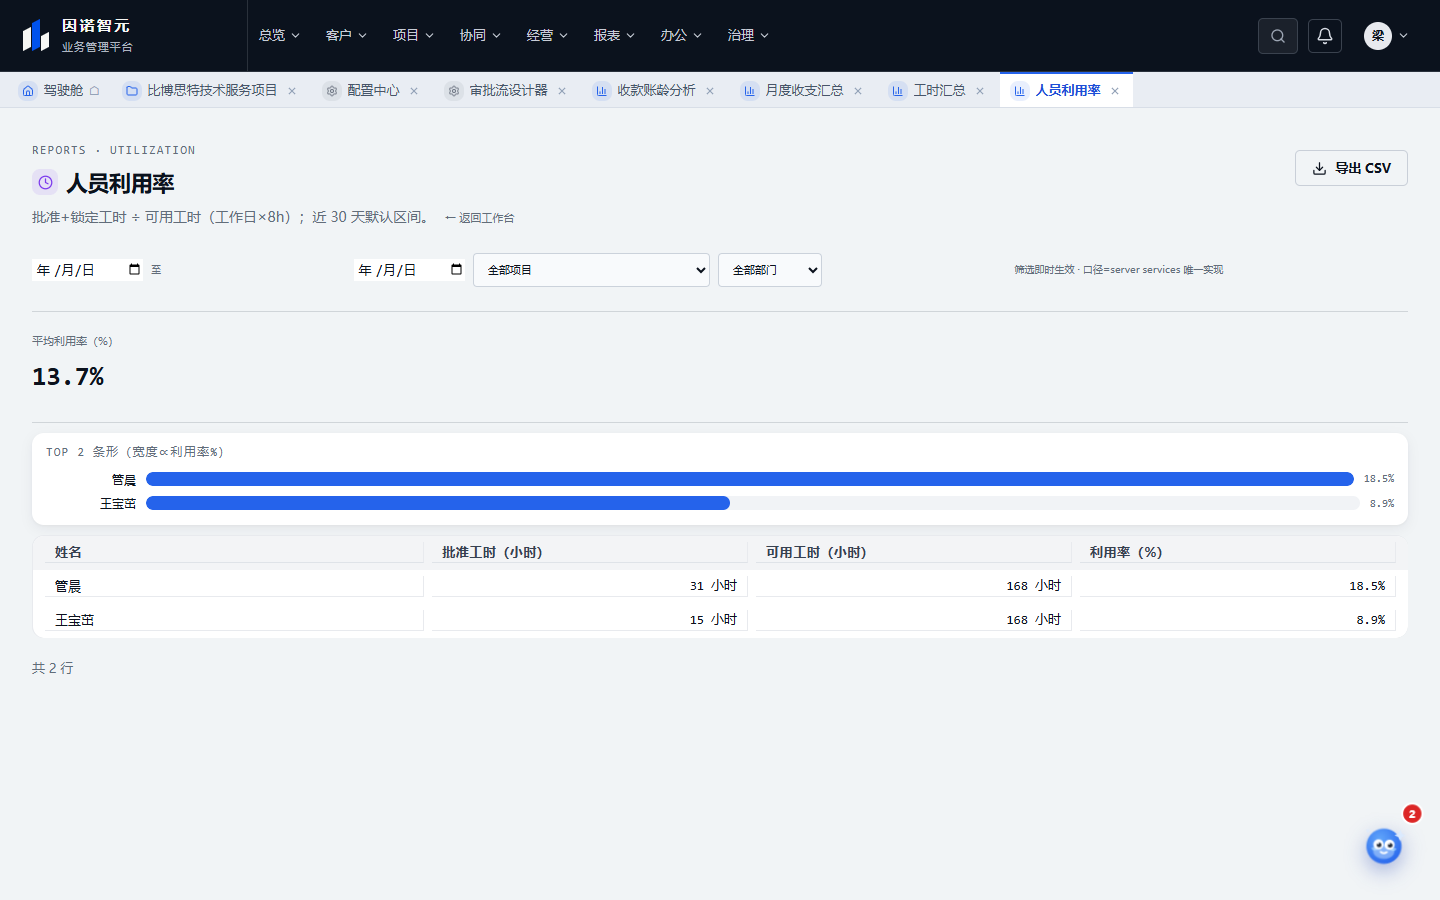 因诺智元
业务管理平台
总览 客户 项目 协同 经营 报表 办公 治理
梁
驾驶舱 比博思特技术服务项目 配置中心 审批流设计器 收款账龄分析 月度收支汇总 工时汇总 人员利用率
REPORTS · UTILIZATION
人员利用率
导出 CSV
批准+锁定工时 ÷ 可用工时（工作日×8h）；近 30 天默认区间。 ←返回工作台
年 /月/日 至 年 /月/日 全部项目 全部部门 筛选即时生效 · 口径=server services 唯一实现
平均利用率（%）
13.7%
TOP 2 条形（宽度∝利用率%）
管晨 18.5%
王宝茁 8.9%
姓名 批准工时（小时） 可用工时（小时） 利用率（%）
管晨 31 小时 168 小时 18.5%
王宝茁 15 小时 168 小时 8.9%
共 2 行
2